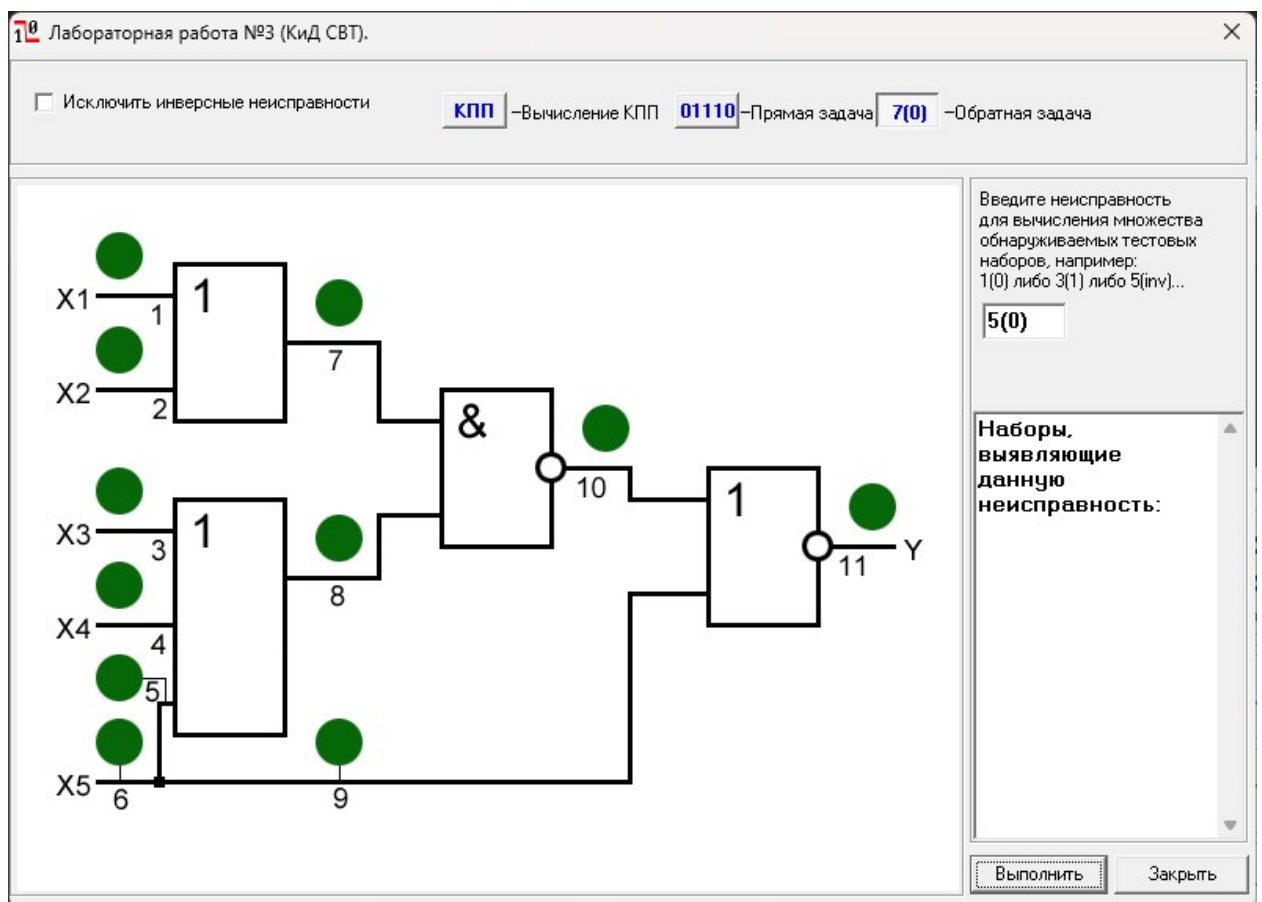 Лабораторная работа №3 (КиД СВТ).
Исключить инверсные неисправности
КПП –Вычисление КПП 01110 –Прямая задача 7(0) –Обратная задача
Введите неисправность
для вычисления множества
обнаруживаемых тестовых
наборов, например:
1(0) либо 3(1) либо 5(inv)...
5(0)
Наборы,
выявляющие
данную
неисправность:
X1
1
1
7
X2
2
&
10
1
11
Y
X3
3
1
8
X4
4
5
X5
6
9
Выполнить
Закрыть